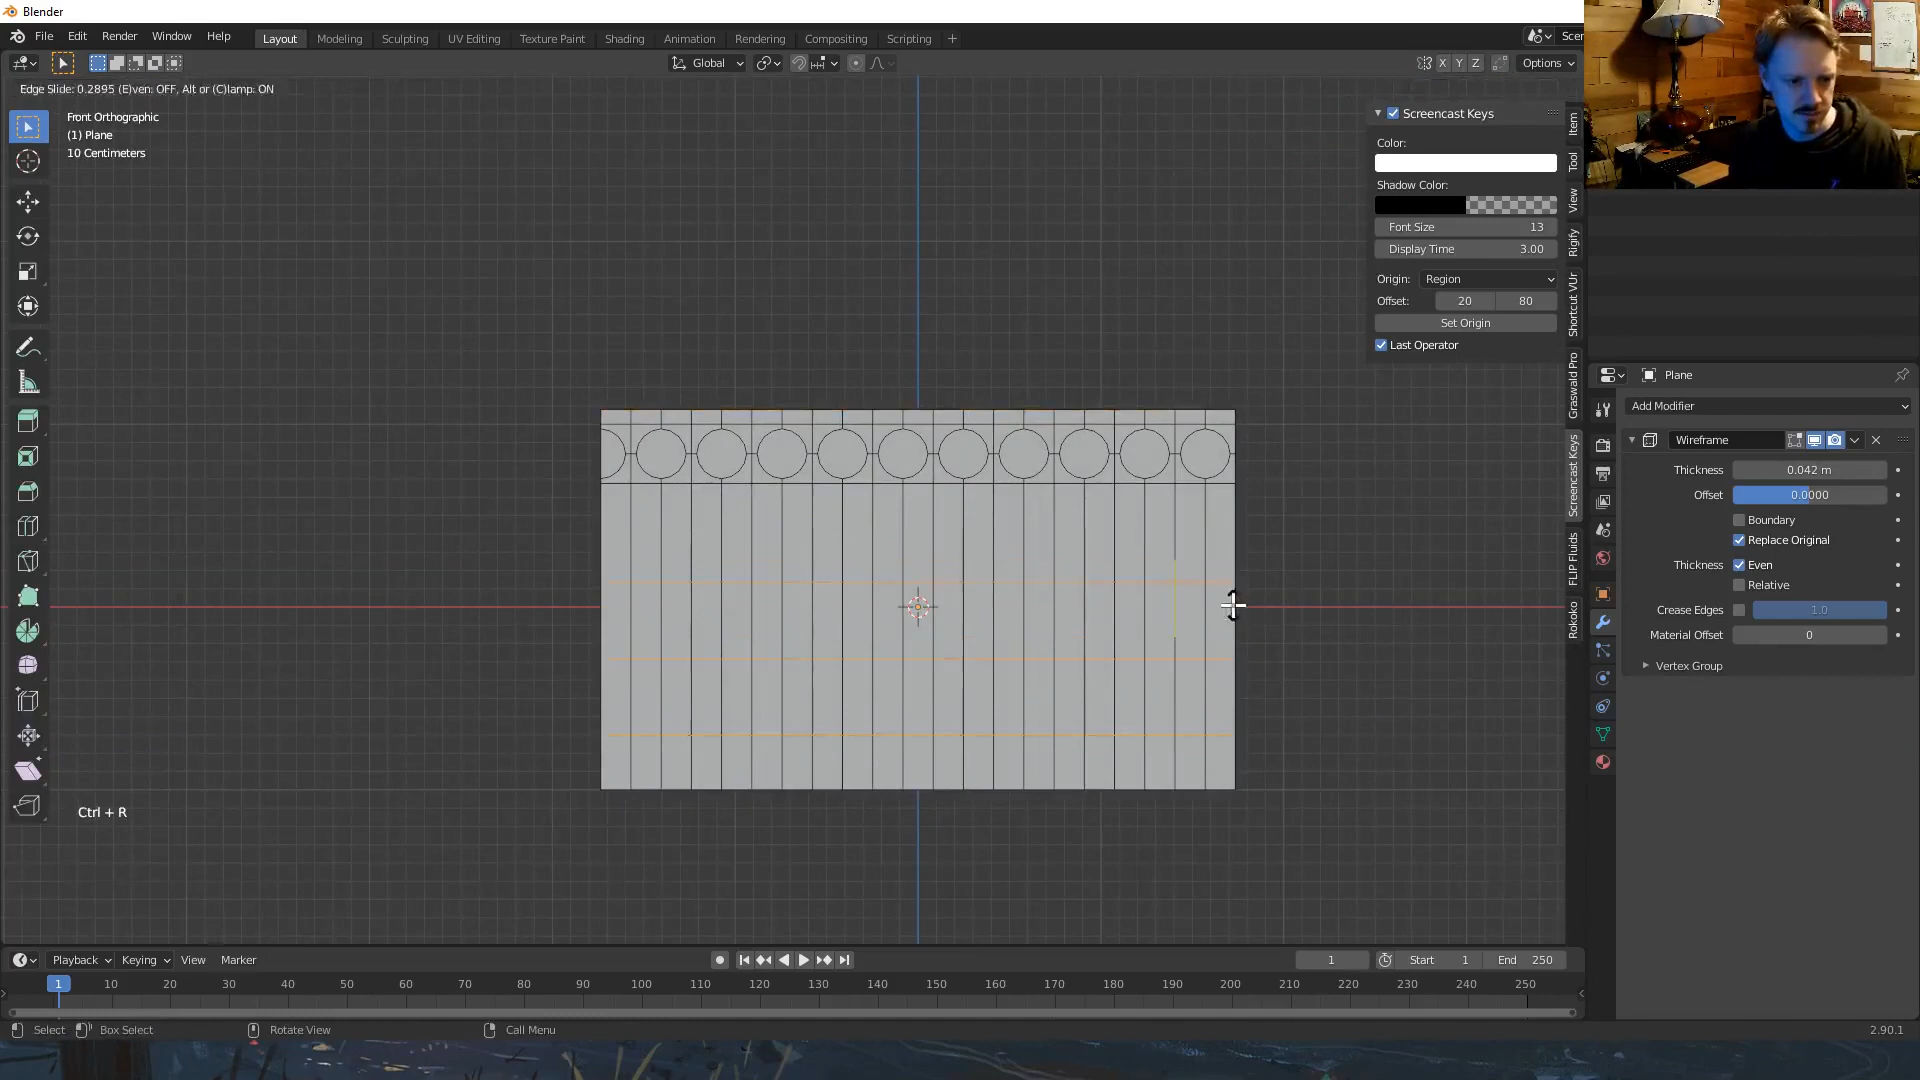 Blender
File Edit Render Window Help
Layout Modeling Sculpting UV Editing Texture Paint Shading Animation Rendering Compositing Scripting +
Global
X Y Z Options
Edge Slide: 0.2895 (E)ven: OFF, Alt or (C)lamp: ON
Front Orthographic
(1) Plane
10 Centimeters
Screencast Keys
Color:
Shadow Color:
Font Size 13
Display Time 3.00
Origin: Region
Offset: 20 80
Set Origin
Last Operator
Item
Tool
View
Rigify
Shortcut VUr
Graswald Pro
Screencast Keys
FLIP Fluids
Rokoko
Plane
Add Modifier
Wireframe
Thickness 0.042 m
Offset 0.0000
Boundary
Replace Original
Thickness Even
Relative
Crease Edges 1.0
Material Offset 0
Vertex Group
Ctrl + R
Playback Keying View Marker
1 Start 1 End 250
1 10 20 30 40 50 60 70 80 90 100 110 120 130 140 150 160 170 180 190 200 210 220 230 240 250
Select Box Select Rotate View Call Menu
2.90.1